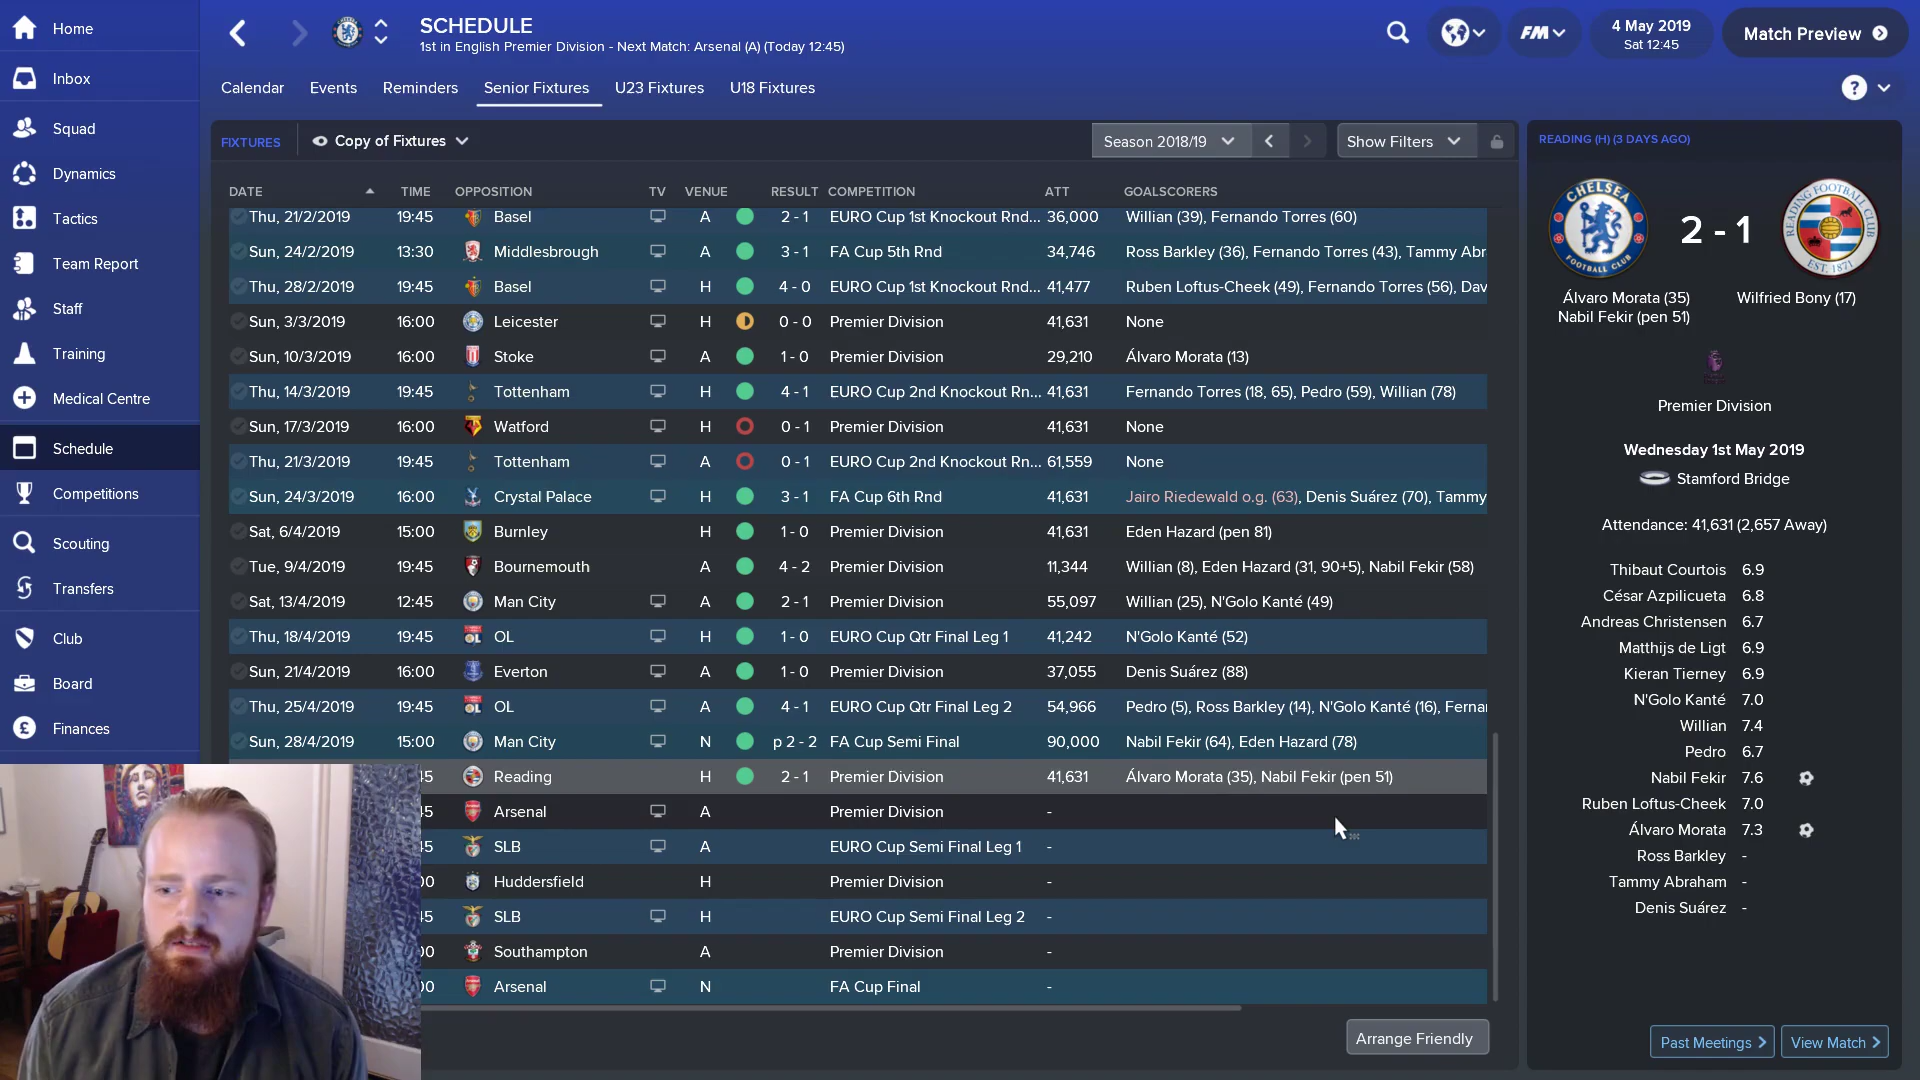 Home
Inbox
Squad
Dynamics
Tactics
Team Report
Staff
Training
Medical Centre
Schedule
Competitions
Scouting
Transfers
Club
Board
Finances
SCHEDULE
1st in English Premier Division - Next Match: Arsenal (A) (Today 12:45)
FM
4 May 2019
Sat 12:45
Match Preview
Calendar Events Reminders Senior Fixtures U23 Fixtures U18 Fixtures
?
FIXTURES Copy of Fixtures Season 2018/19 Show Filters
DATE TIME OPPOSITION TV VENUE RESULT COMPETITION ATT GOALSCORERS
Thu, 21/2/2019 19:45 Basel A 2 - 1 EURO Cup 1st Knockout Rnd... 36,000 Willian (39), Fernando Torres (60)
Sun, 24/2/2019 13:30 Middlesbrough A 3 - 1 FA Cup 5th Rnd 34,746 Ross Barkley (36), Fernando Torres (43), Tammy Abr
Thu, 28/2/2019 19:45 Basel H 4 - 0 EURO Cup 1st Knockout Rnd... 41,477 Ruben Loftus-Cheek (49), Fernando Torres (56), Dav
Sun, 3/3/2019 16:00 Leicester H 0 - 0 Premier Division 41,631 None
Sun, 10/3/2019 16:00 Stoke A 1 - 0 Premier Division 29,210 Álvaro Morata (13)
Thu, 14/3/2019 19:45 Tottenham H 4 - 1 EURO Cup 2nd Knockout Rn... 41,631 Fernando Torres (18, 65), Pedro (59), Willian (78)
Sun, 17/3/2019 16:00 Watford H 0 - 1 Premier Division 41,631 None
Thu, 21/3/2019 19:45 Tottenham A 0 - 1 EURO Cup 2nd Knockout Rn... 61,559 None
Sun, 24/3/2019 16:00 Crystal Palace H 3 - 1 FA Cup 6th Rnd 41,631 Jairo Riedewald o.g. (63), Denis Suárez (70), Tammy
Sat, 6/4/2019 15:00 Burnley H 1 - 0 Premier Division 41,631 Eden Hazard (pen 81)
Tue, 9/4/2019 19:45 Bournemouth A 4 - 2 Premier Division 11,344 Willian (8), Eden Hazard (31, 90+5), Nabil Fekir (58)
Sat, 13/4/2019 12:45 Man City A 2 - 1 Premier Division 55,097 Willian (25), N'Golo Kanté (49)
Thu, 18/4/2019 19:45 OL H 1 - 0 EURO Cup Qtr Final Leg 1 41,242 N'Golo Kanté (52)
Sun, 21/4/2019 16:00 Everton A 1 - 0 Premier Division 37,055 Denis Suárez (88)
Thu, 25/4/2019 19:45 OL A 4 - 1 EURO Cup Qtr Final Leg 2 54,966 Pedro (5), Ross Barkley (14), N'Golo Kanté (16), Fernar
Sun, 28/4/2019 15:00 Man City N p 2 - 2 FA Cup Semi Final 90,000 Nabil Fekir (64), Eden Hazard (78)
45 Reading H 2 - 1 Premier Division 41,631 Álvaro Morata (35), Nabil Fekir (pen 51)
45 Arsenal A Premier Division -
45 SLB A EURO Cup Semi Final Leg 1 -
00 Huddersfield H Premier Division -
45 SLB H EURO Cup Semi Final Leg 2 -
00 Southampton A Premier Division -
00 Arsenal N FA Cup Final -
Arrange Friendly
READING (H) (3 DAYS AGO)
CHELSEA
FOOTBALL CLUB
2 - 1
READING FOOTBALL CLUB
EST. 1871
Álvaro Morata (35) Wilfried Bony (17)
Nabil Fekir (pen 51)
Premier Division
Wednesday 1st May 2019
Stamford Bridge
Attendance: 41,631 (2,657 Away)
Thibaut Courtois 6.9
César Azpilicueta 6.8
Andreas Christensen 6.7
Matthijs de Ligt 6.9
Kieran Tierney 6.9
N'Golo Kanté 7.0
Willian 7.4
Pedro 6.7
Nabil Fekir 7.6
Ruben Loftus-Cheek 7.0
Álvaro Morata 7.3
Ross Barkley -
Tammy Abraham -
Denis Suárez -
Past Meetings View Match